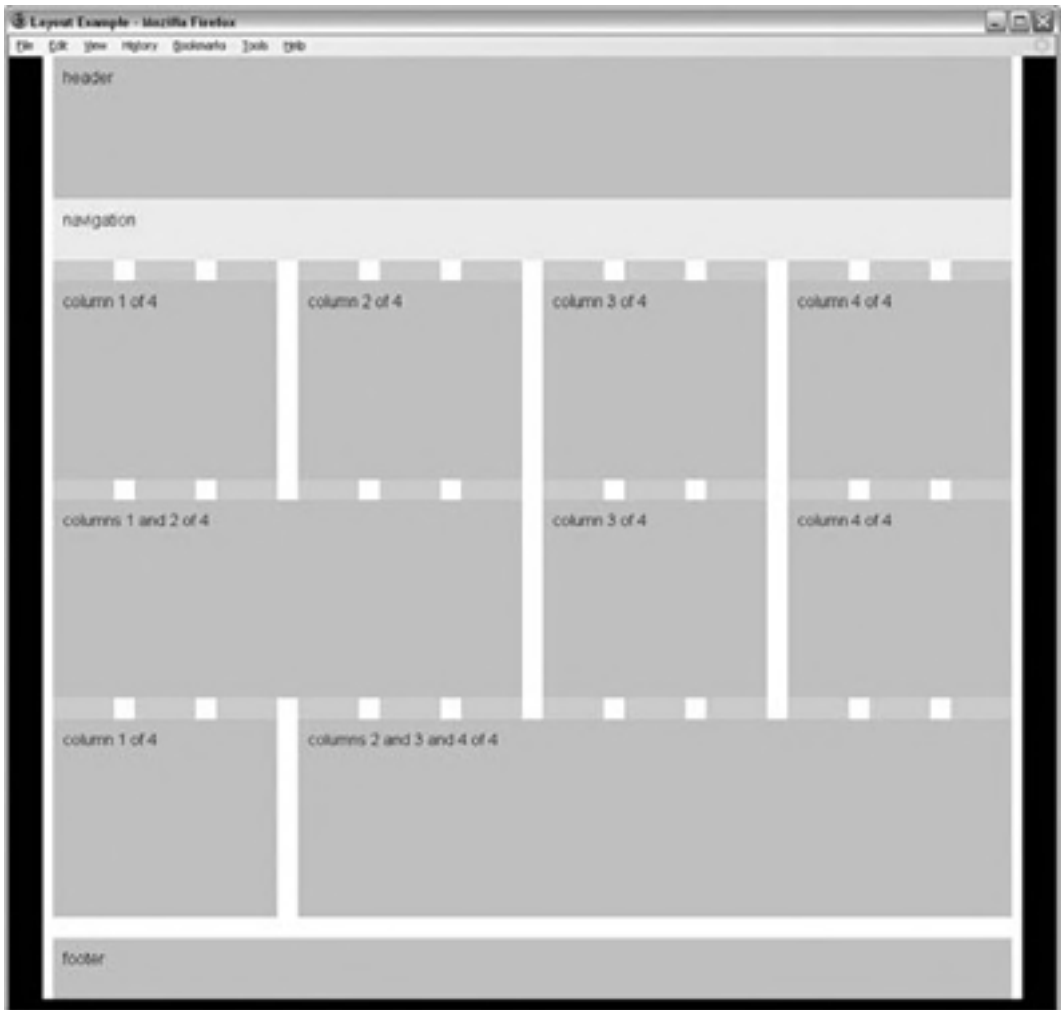 Layout Example - Mozilla Firefox
File Edit View History Bookmarks Tools Help
header
navigation
column 1 of 4 column 2 of 4 column 3 of 4 column 4 of 4
columns 1 and 2 of 4 column 3 of 4 column 4 of 4
column 1 of 4 columns 2 and 3 and 4 of 4
footer